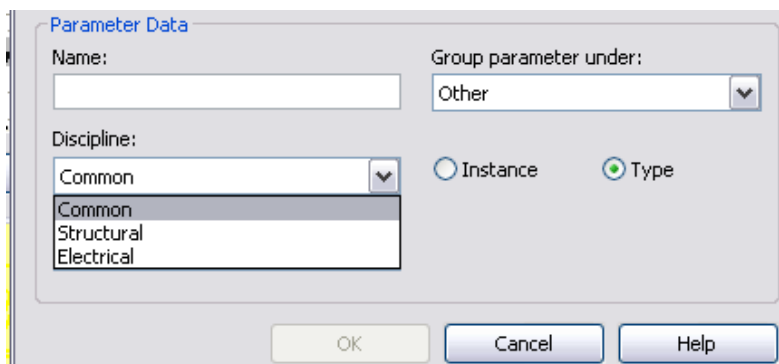 Parameter Data
Name:
Group parameter under:
Other
Discipline:
Common
Instance
Type
Common
Structural
Electrical
OK
Cancel
Help